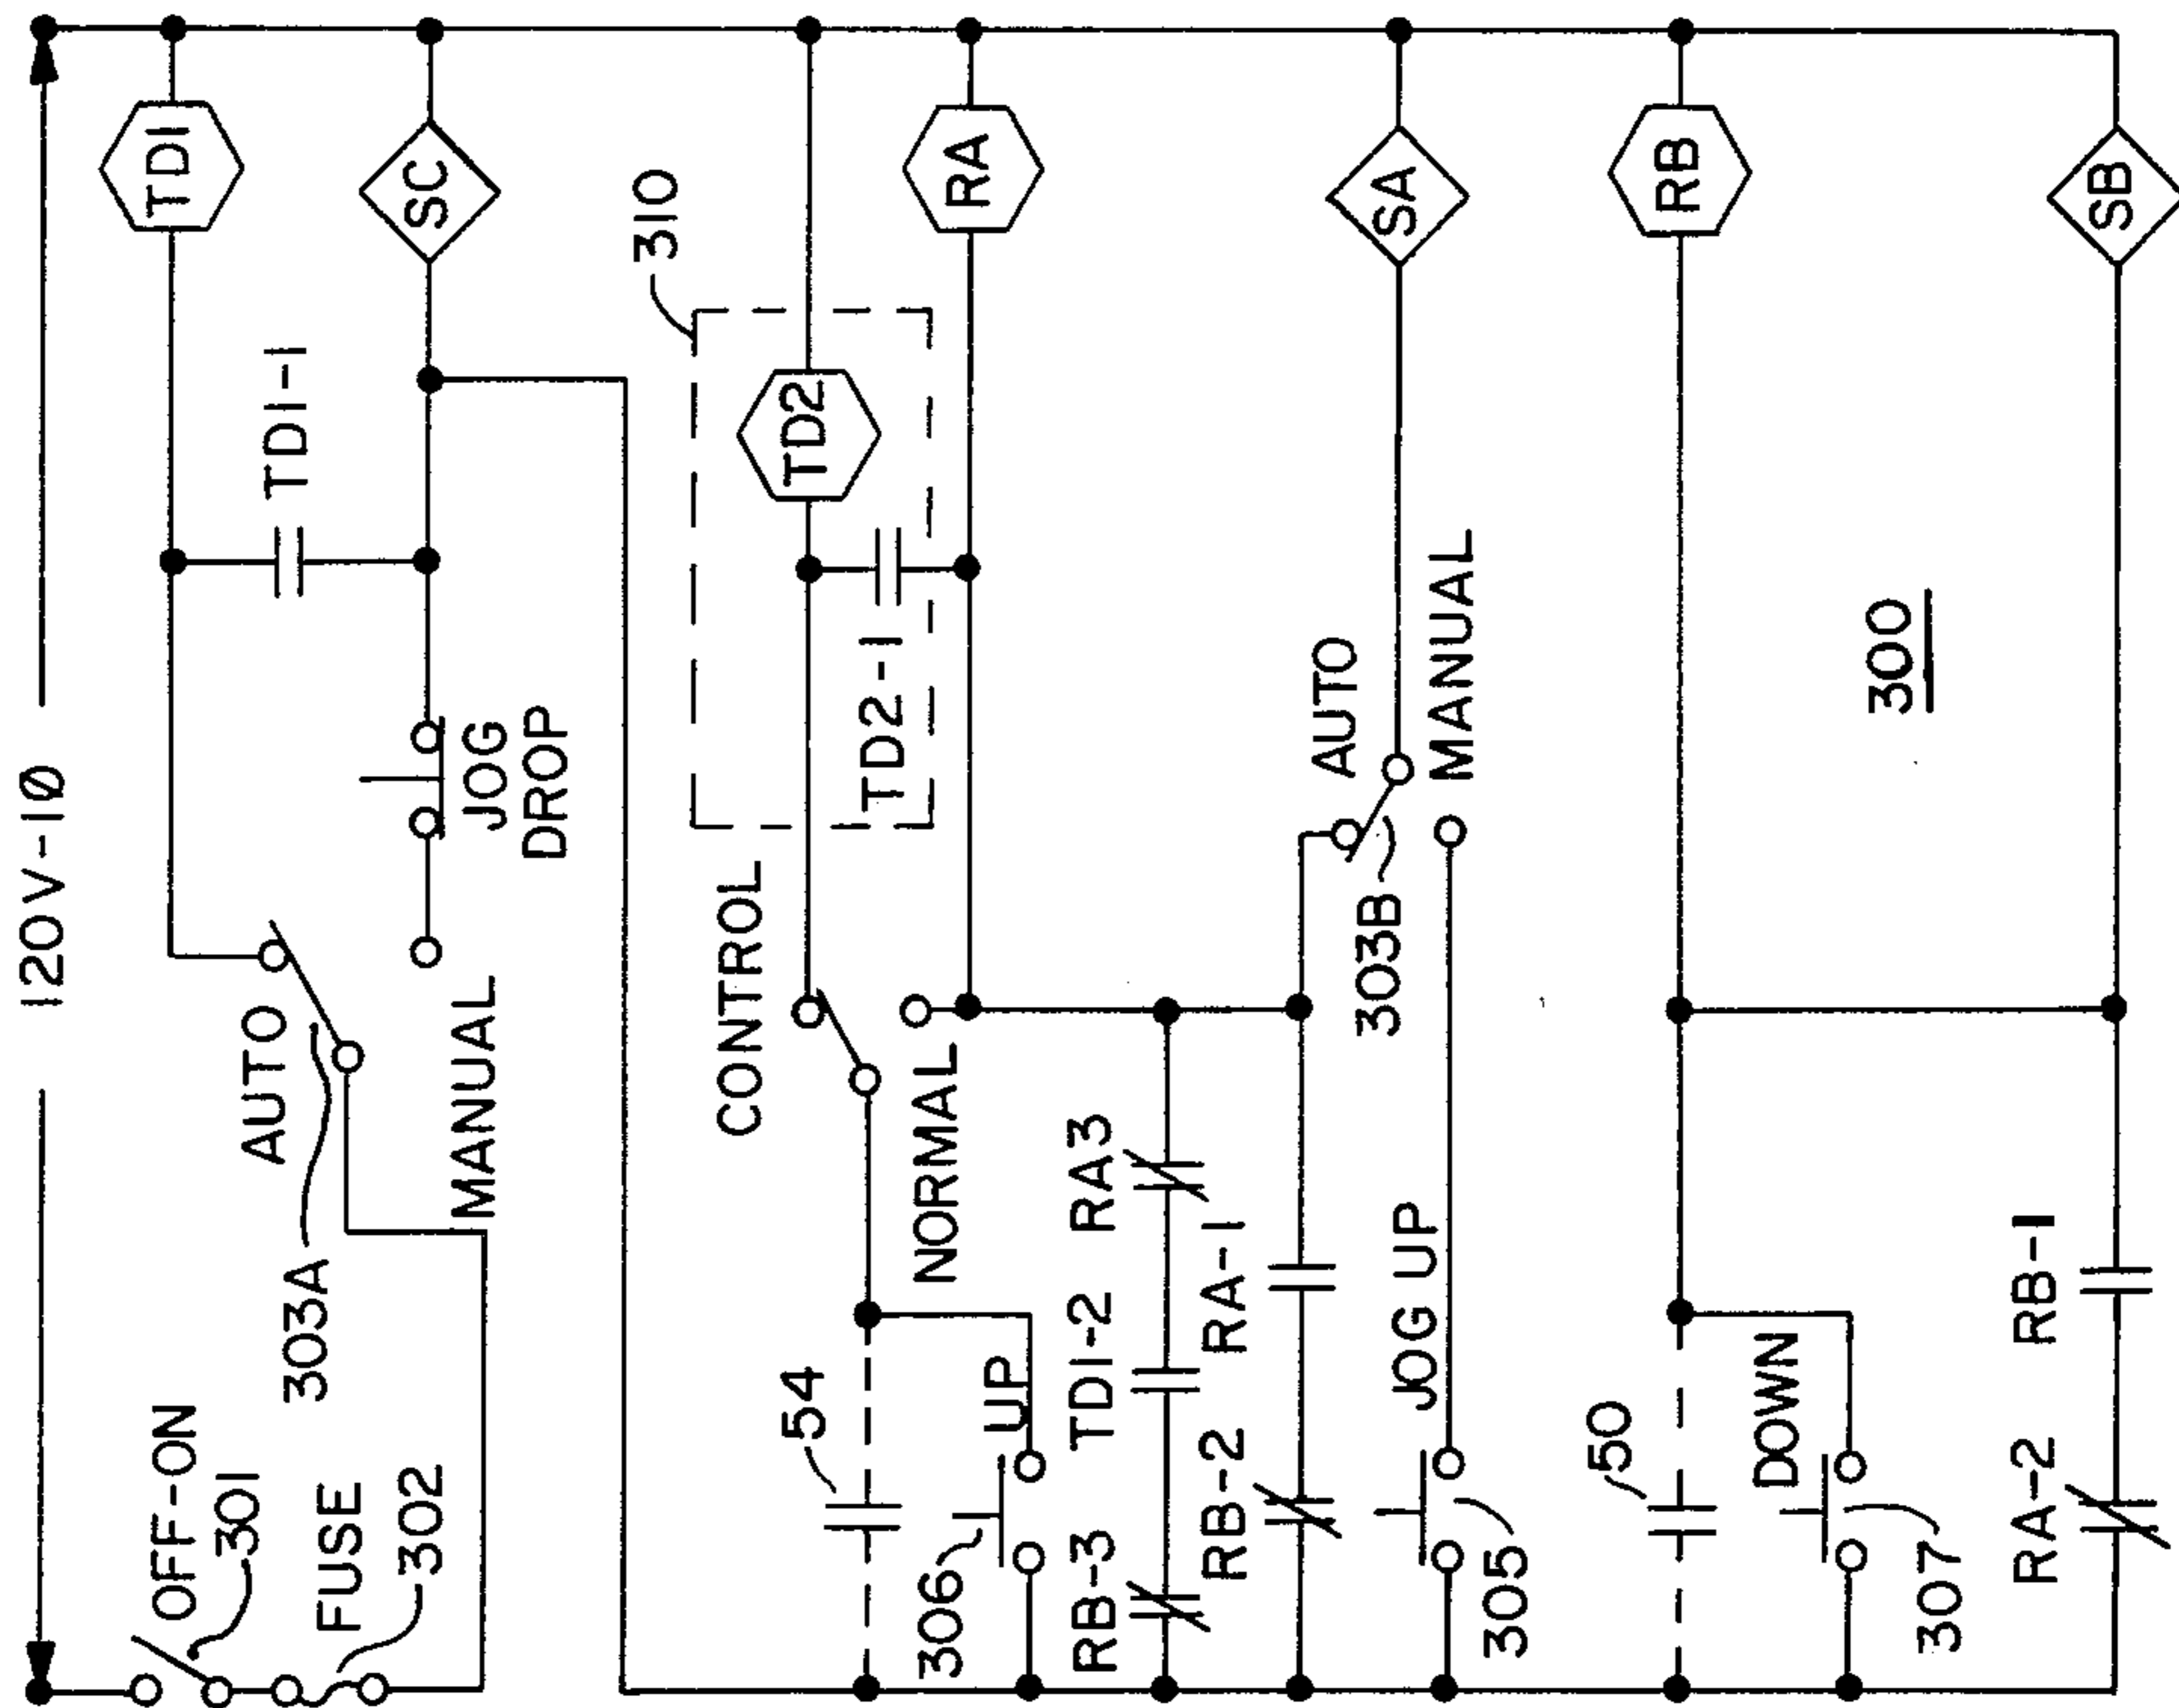 120V-1Ø
OFF-ON
301
FUSE
302
AUTO
303A
MANUAL
JOG
DROP
TD1-1
TD1
SC
310
CONTROL
NORMAL
TD2
TD2-1
RA
54
UP
306
RB-3
TD1-2
RA3
RB-2
RA-1
AUTO
303B
MANUAL
SA
JOG UP
305
50
DOWN
307
RB
RA-2
RB-1
SB
300